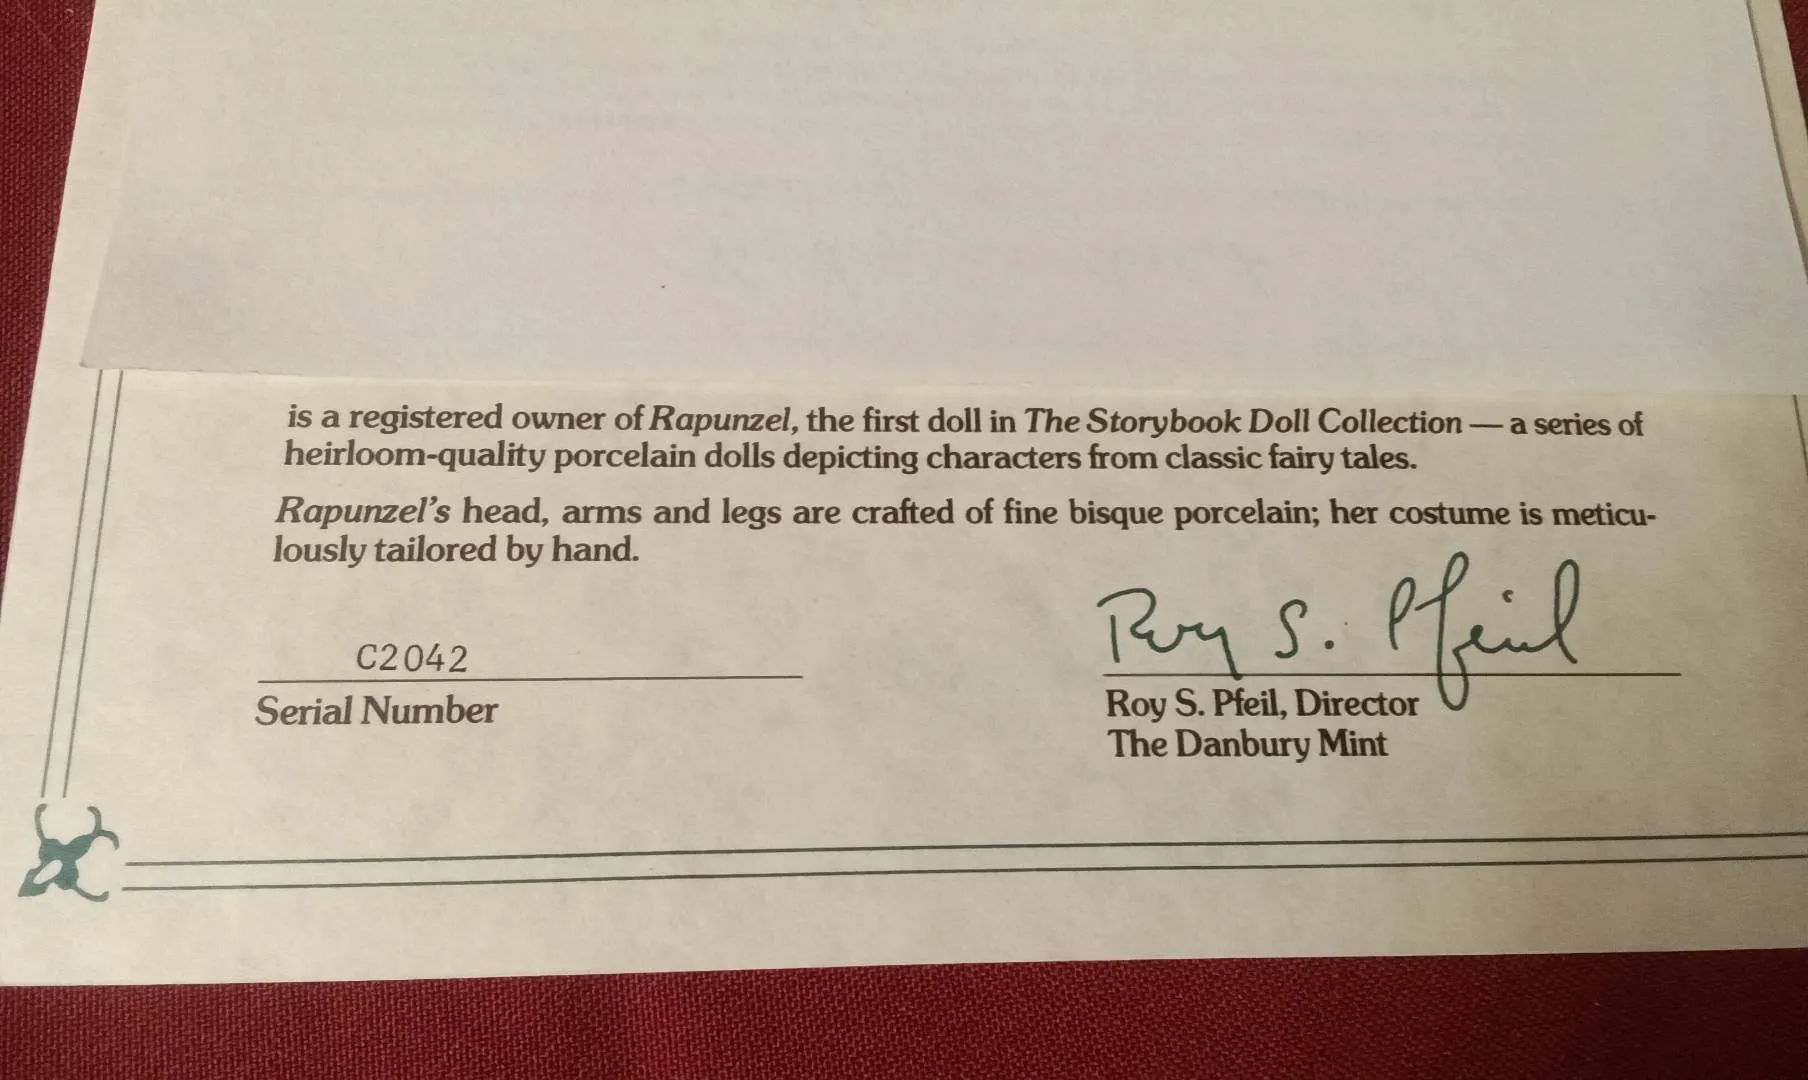 is a registered owner of Rapunzel, the first doll in The Storybook Doll Collection — a series of
heirloom-quality porcelain dolls depicting characters from classic fairy tales.
Rapunzel's head, arms and legs are crafted of fine bisque porcelain; her costume is meticu-
lously tailored by hand.
C2042
Serial Number
Roy S. Pfeil
Roy S. Pfeil, Director
The Danbury Mint